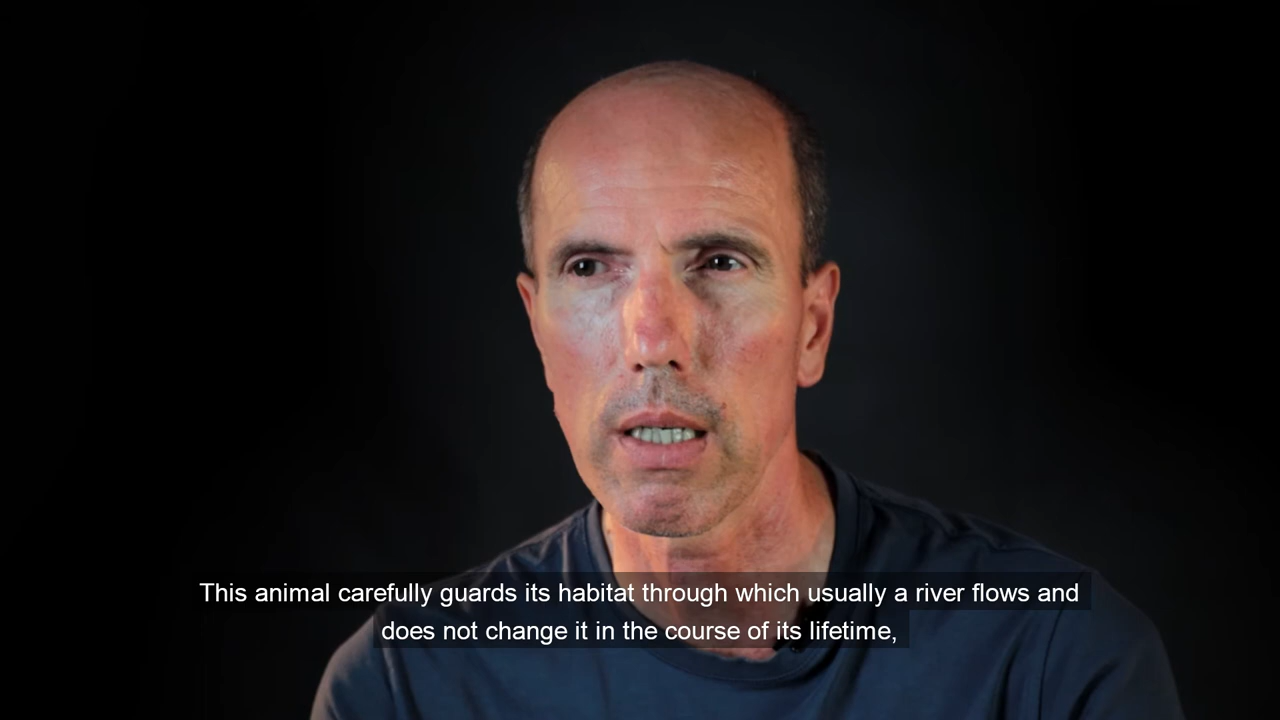 This animal carefully guards its habitat through which usually a river flows and
does not change it in the course of its lifetime,